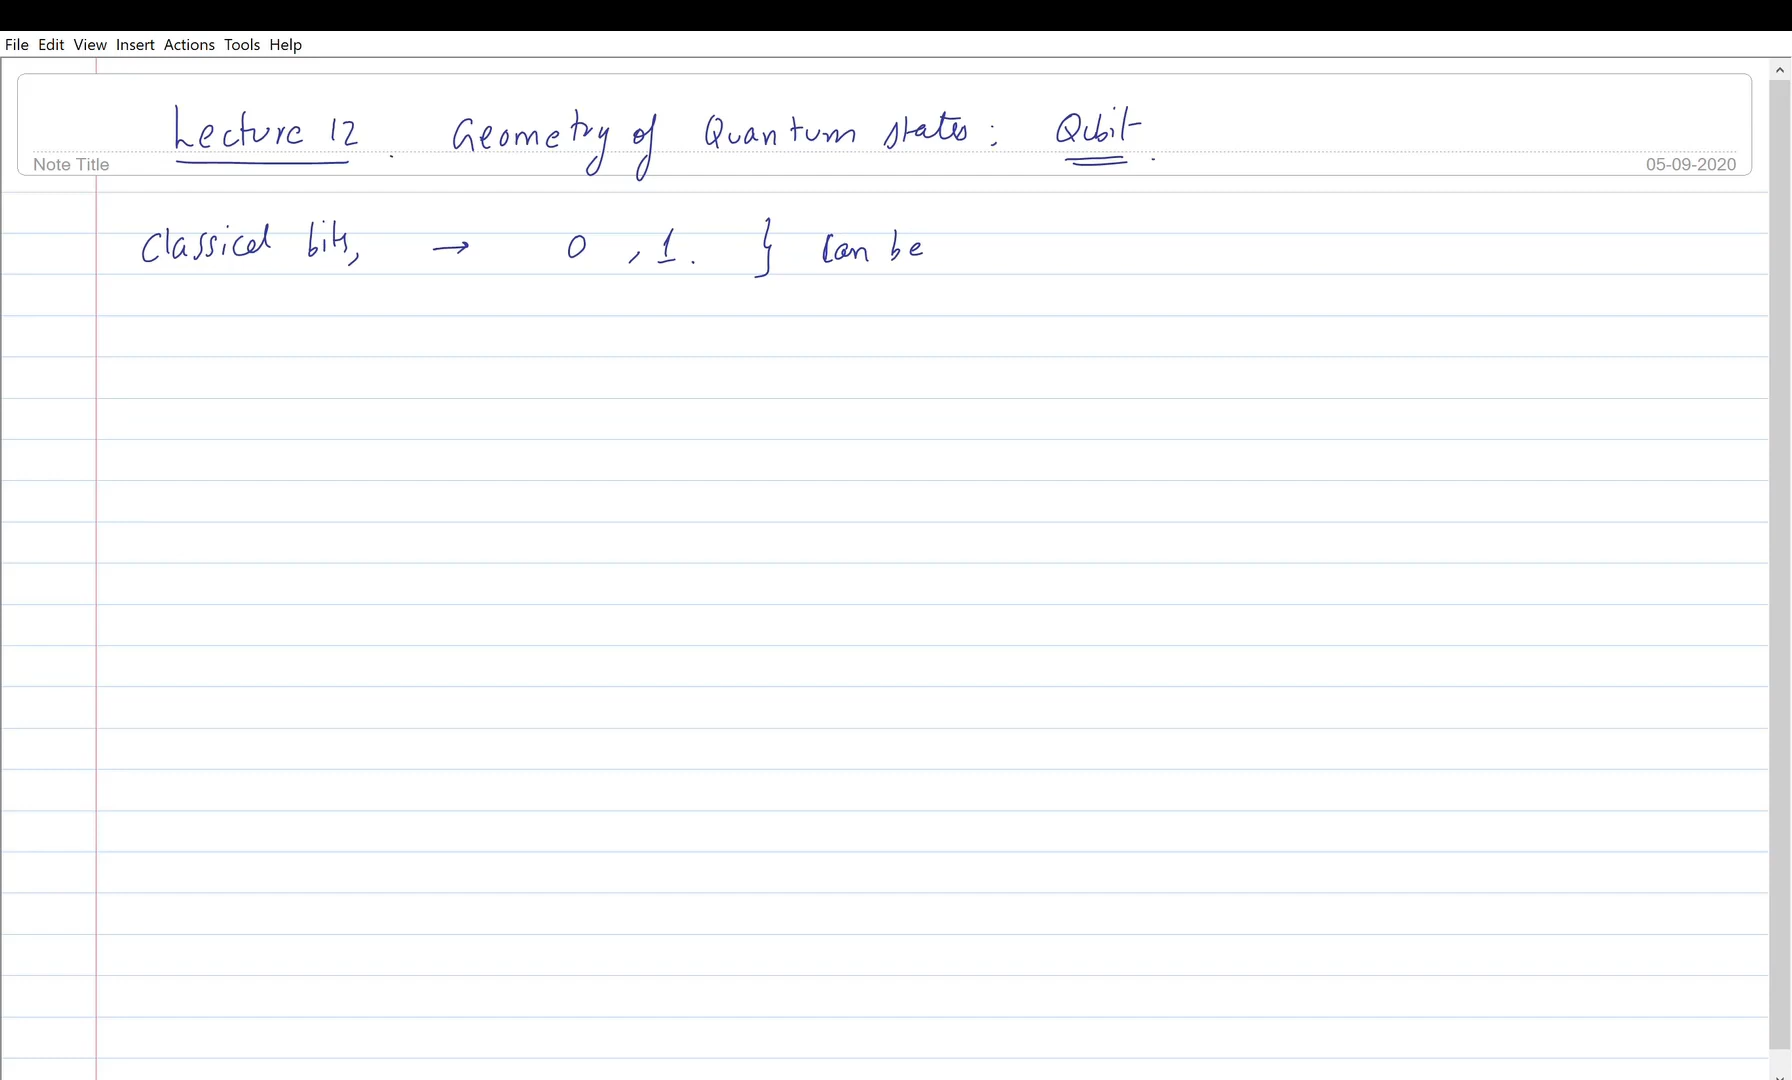 File Edit View Insert Actions Tools Help
Lecture 12. Geometry of Quantum states: Qubit.
Note Title 05-09-2020
Classical bits, → 0 , 1. } can be